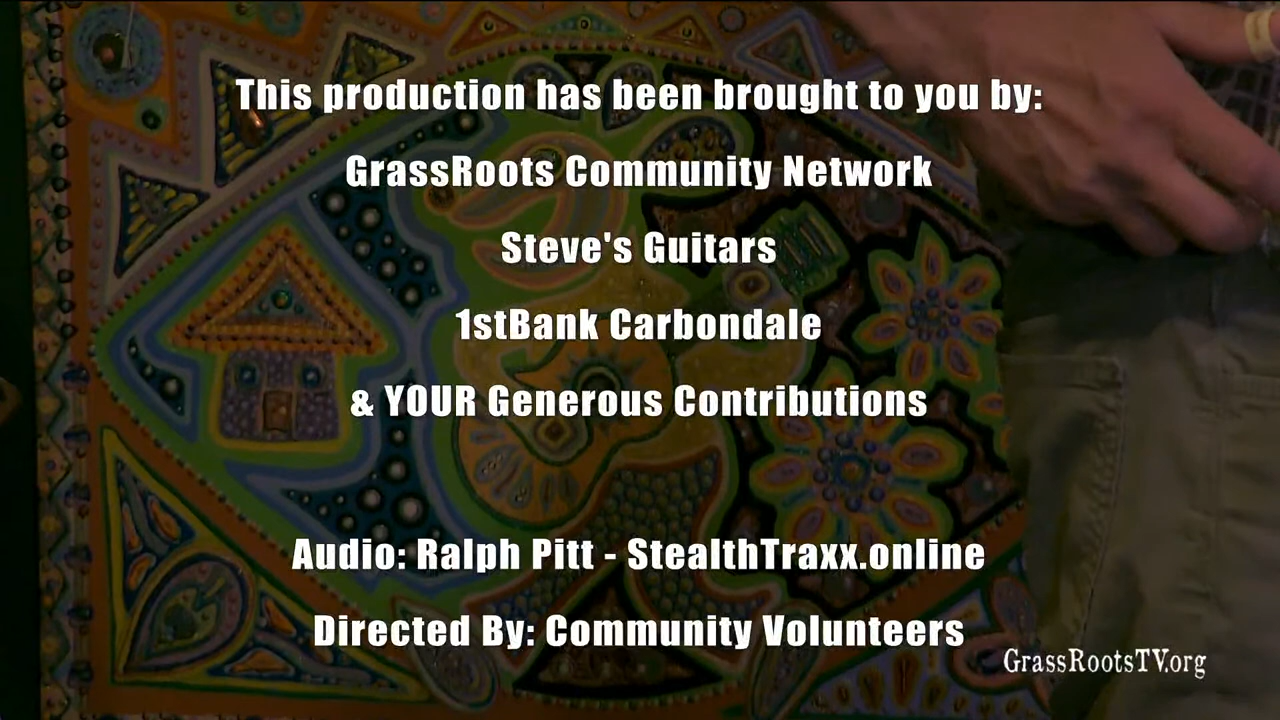 This production has been brought to you by:
GrassRoots Community Network
Steve's Guitars
1stBank Carbondale
& YOUR Generous Contributions
Audio: Ralph Pitt - StealthTraxx.online
Directed By: Community Volunteers
GrassRootsTV.org